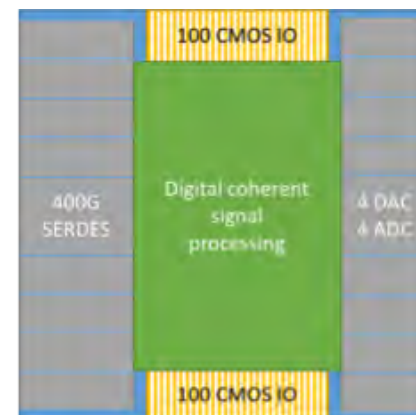 100 CMOS IO
400G
SERDES
Digital coherent
signal
processing
4 DAC
4 ADC
100 CMOS IO